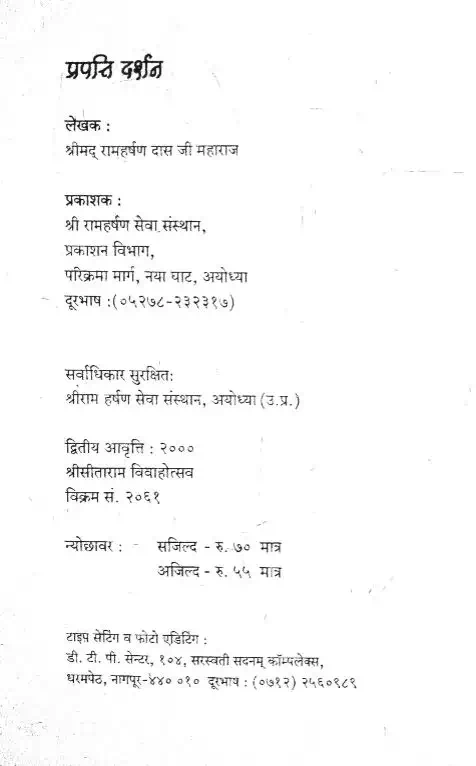 प्रपत्ति दर्शन
लेखक :
श्रीमद् रामहर्षण दास जी महाराज
प्रकाशक :
श्री रामहर्षण सेवा संस्थान,
प्रकाशन विभाग,
परिक्रमा मार्ग, नया घाट, अयोध्या
दूरभाष :(०५२७८-२३२३१७)
सर्वाधिकार सुरक्षित:
श्रीराम हर्षण सेवा संस्थान, अयोध्या (उ.प्र.)
द्वितीय आवृत्ति : २०००
श्रीसीताराम विवाहोत्सव
विक्रम सं. २०६१
न्योछावर : - सजिल्द - रु. ७० मात्र
अजिल्द - रु. ५५ मात्र
टाइप सेटिंग व फोटो एडिटिंग :
डी. टी. पी. सेन्टर, १०४, सरस्वती सदनम् कॉम्पलेक्स,
धरमपेठ, नागपूर-४४० ०१० दूरभाष : (०७१२) २५६०९८९